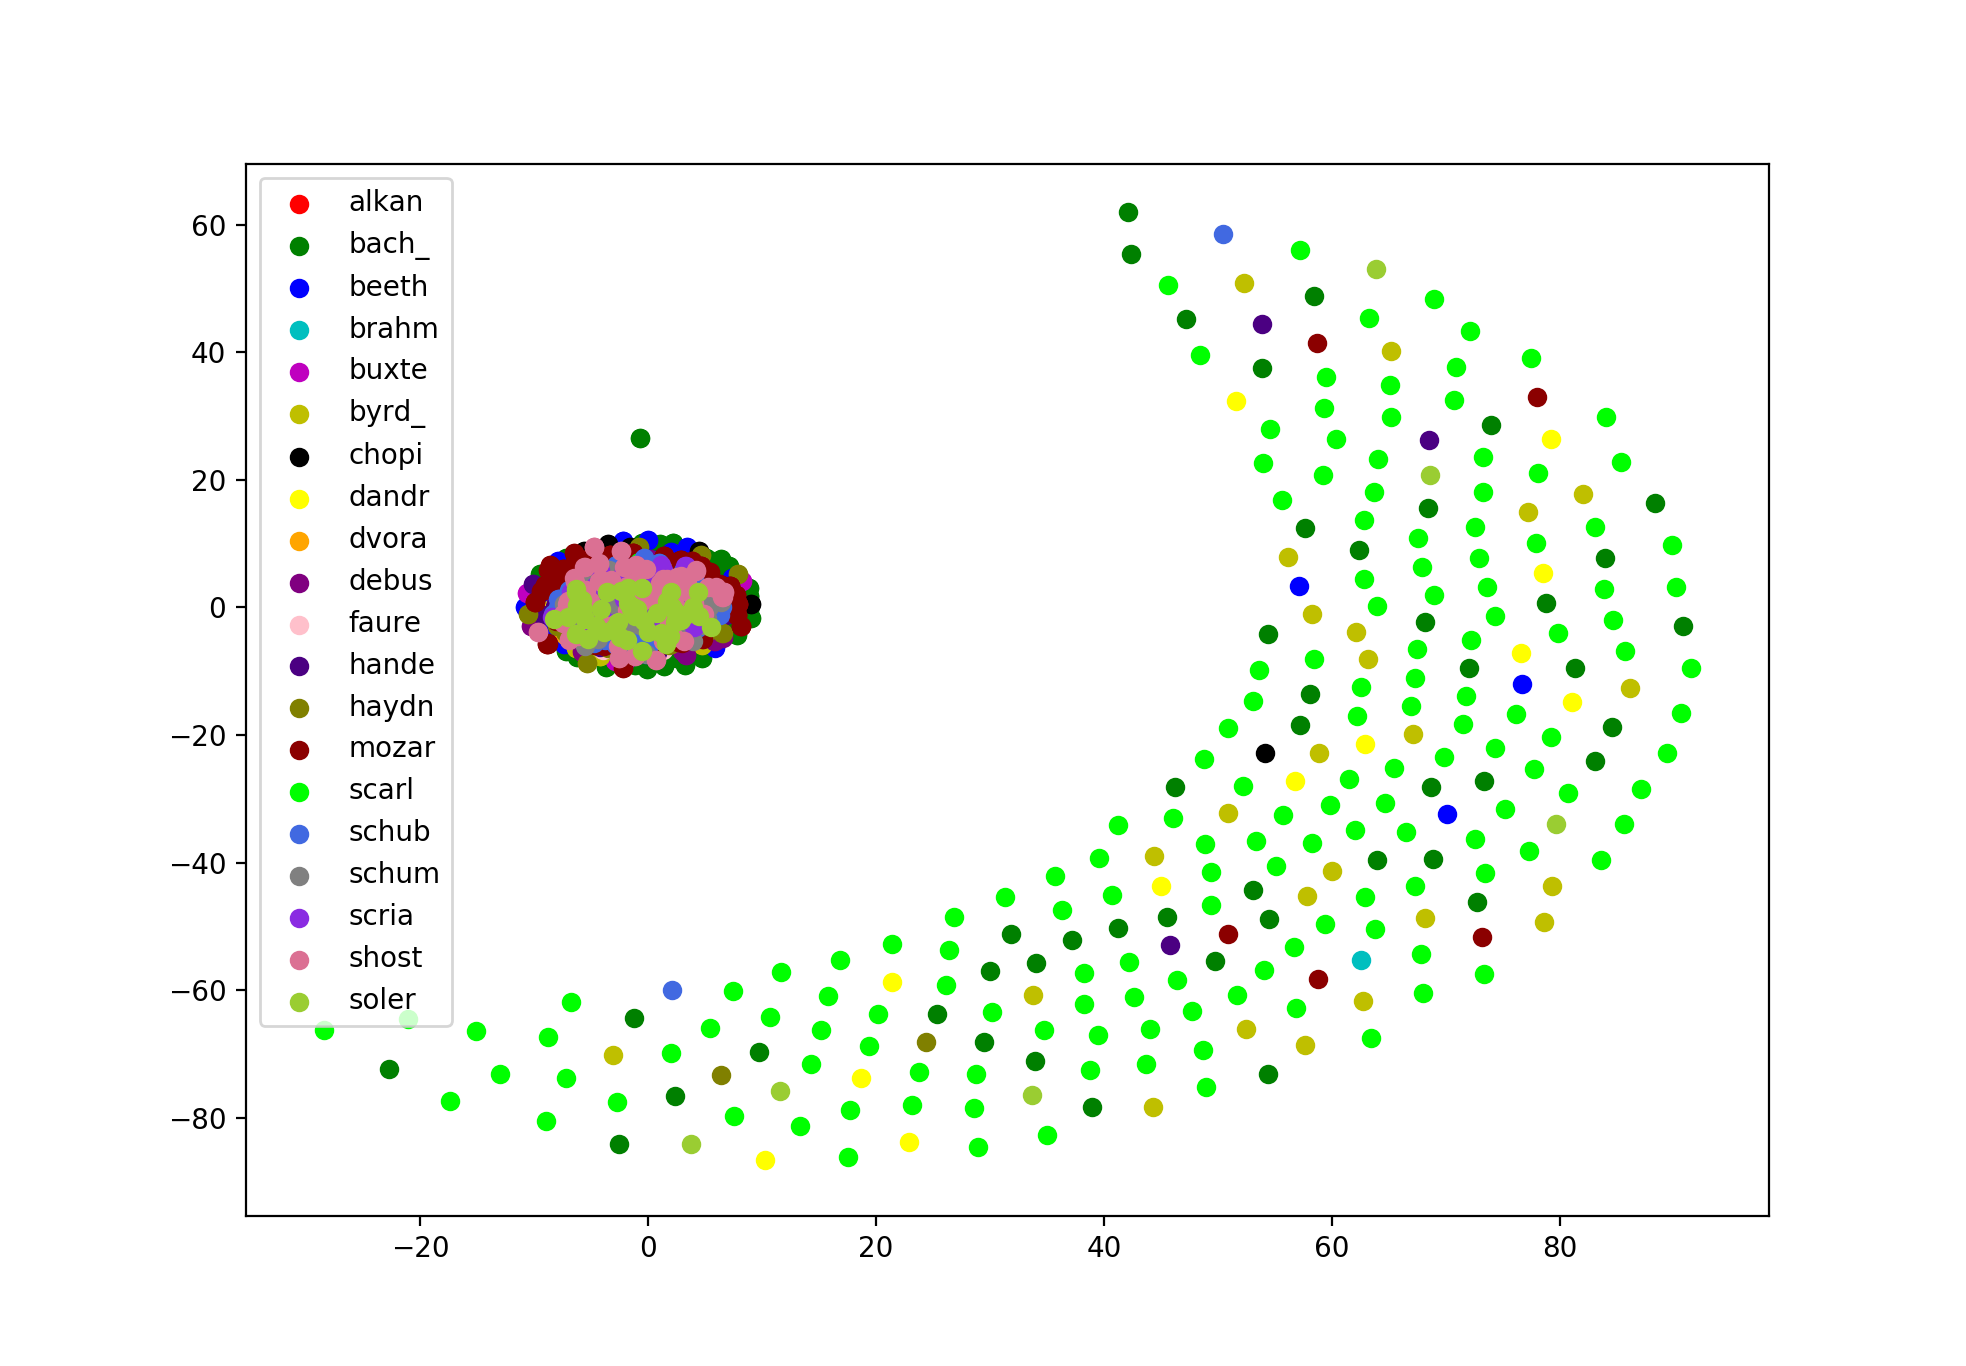 alkan
bach_
beeth
brahm
buxte
byrd_
chopi
dandr
dvora
debus
faure
hande
haydn
mozar
scarl
schub
schum
scria
shost
soler
60
40
20
0
−20
−40
−60
−80
−20 0 20 40 60 80